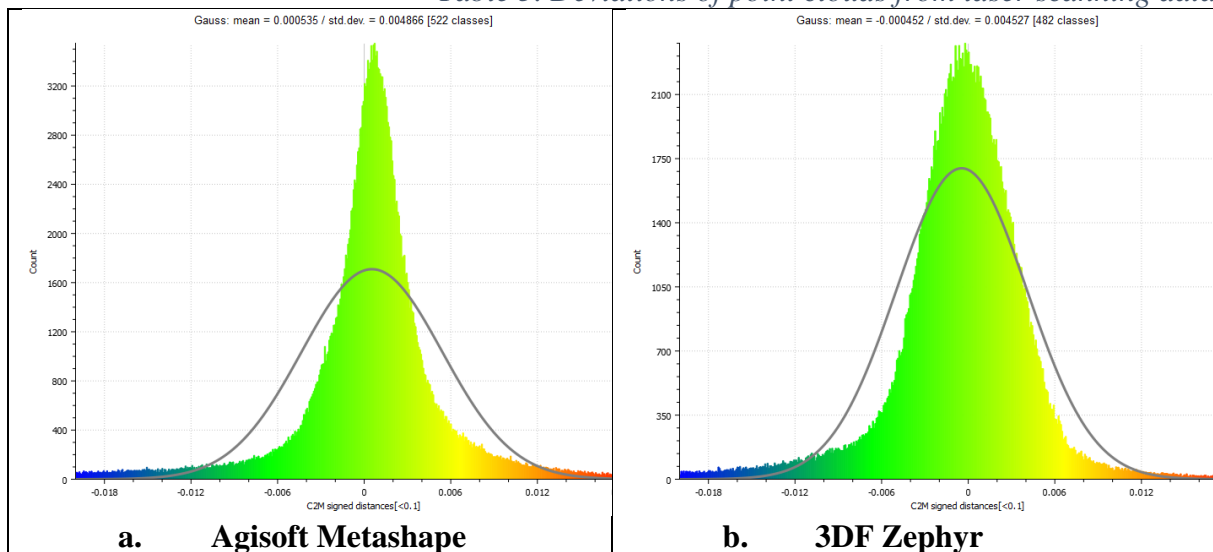 Table 3. Deviations of point clouds from laser scanning data
Gauss: mean = 0.000535 / std.dev. = 0.004866 [522 classes]
3200
2800
2400
2000
1600
1200
800
400
0
Count
-0.018 -0.012 -0.006 0 0.006 0.012
C2M signed distances[<0.1]
a. Agisoft Metashape
Gauss: mean = -0.000452 / std.dev. = 0.004527 [482 classes]
2100
1750
1400
1050
700
350
0
Count
-0.018 -0.012 -0.006 0 0.006 0.012
C2M signed distances[<0.1]
b. 3DF Zephyr